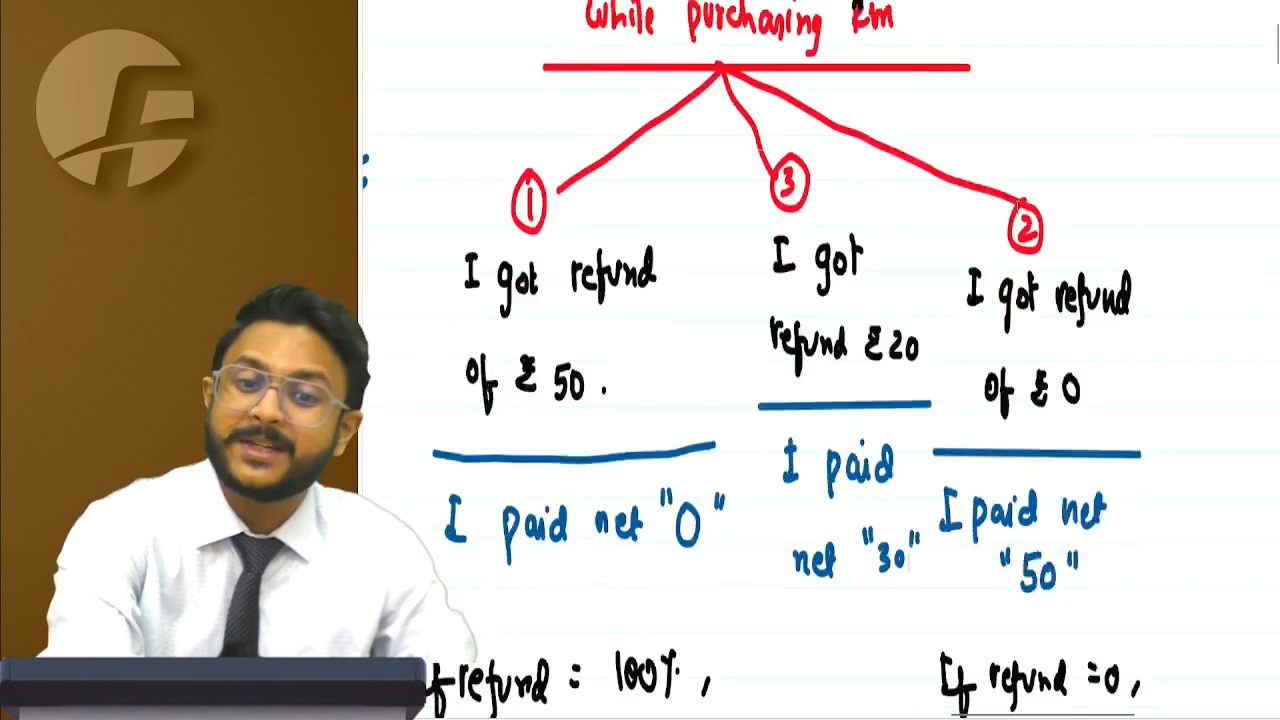 While purchasing RM
①
I got refund
of ₹ 50 .
I paid net "0"
If refund = 100%,
③
I got
refund ₹20
I paid
net "30"
②
I got refund
of ₹ 0
I paid net
"50"
If refund =0,